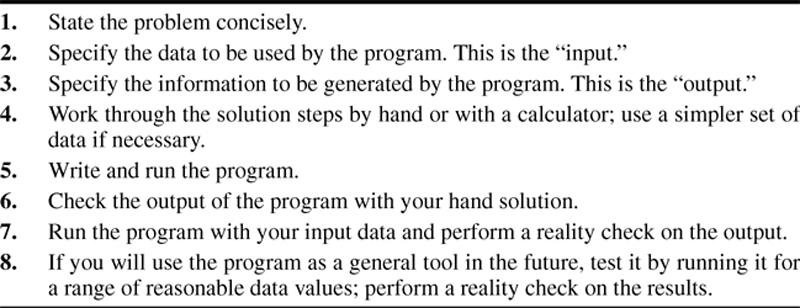 1. State the problem concisely.
2. Specify the data to be used by the program. This is the “input.”
3. Specify the information to be generated by the program. This is the “output.”
4. Work through the solution steps by hand or with a calculator; use a simpler set of
data if necessary.
5. Write and run the program.
6. Check the output of the program with your hand solution.
7. Run the program with your input data and perform a reality check on the output.
8. If you will use the program as a general tool in the future, test it by running it for
a range of reasonable data values; perform a reality check on the results.